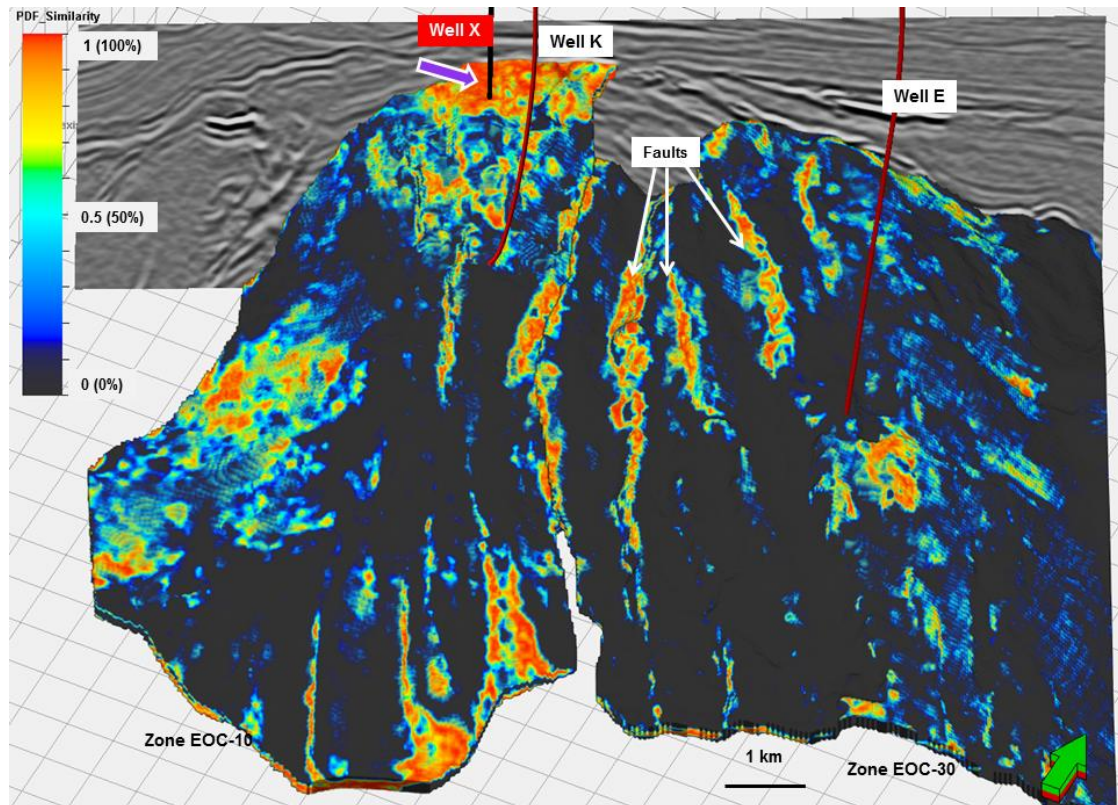 PDF_Similarity
1 (100%)
0.5 (50%)
0 (0%)
Well X
Well K
Well E
Faults
Zone EOC-10
1 km
Zone EOC-30